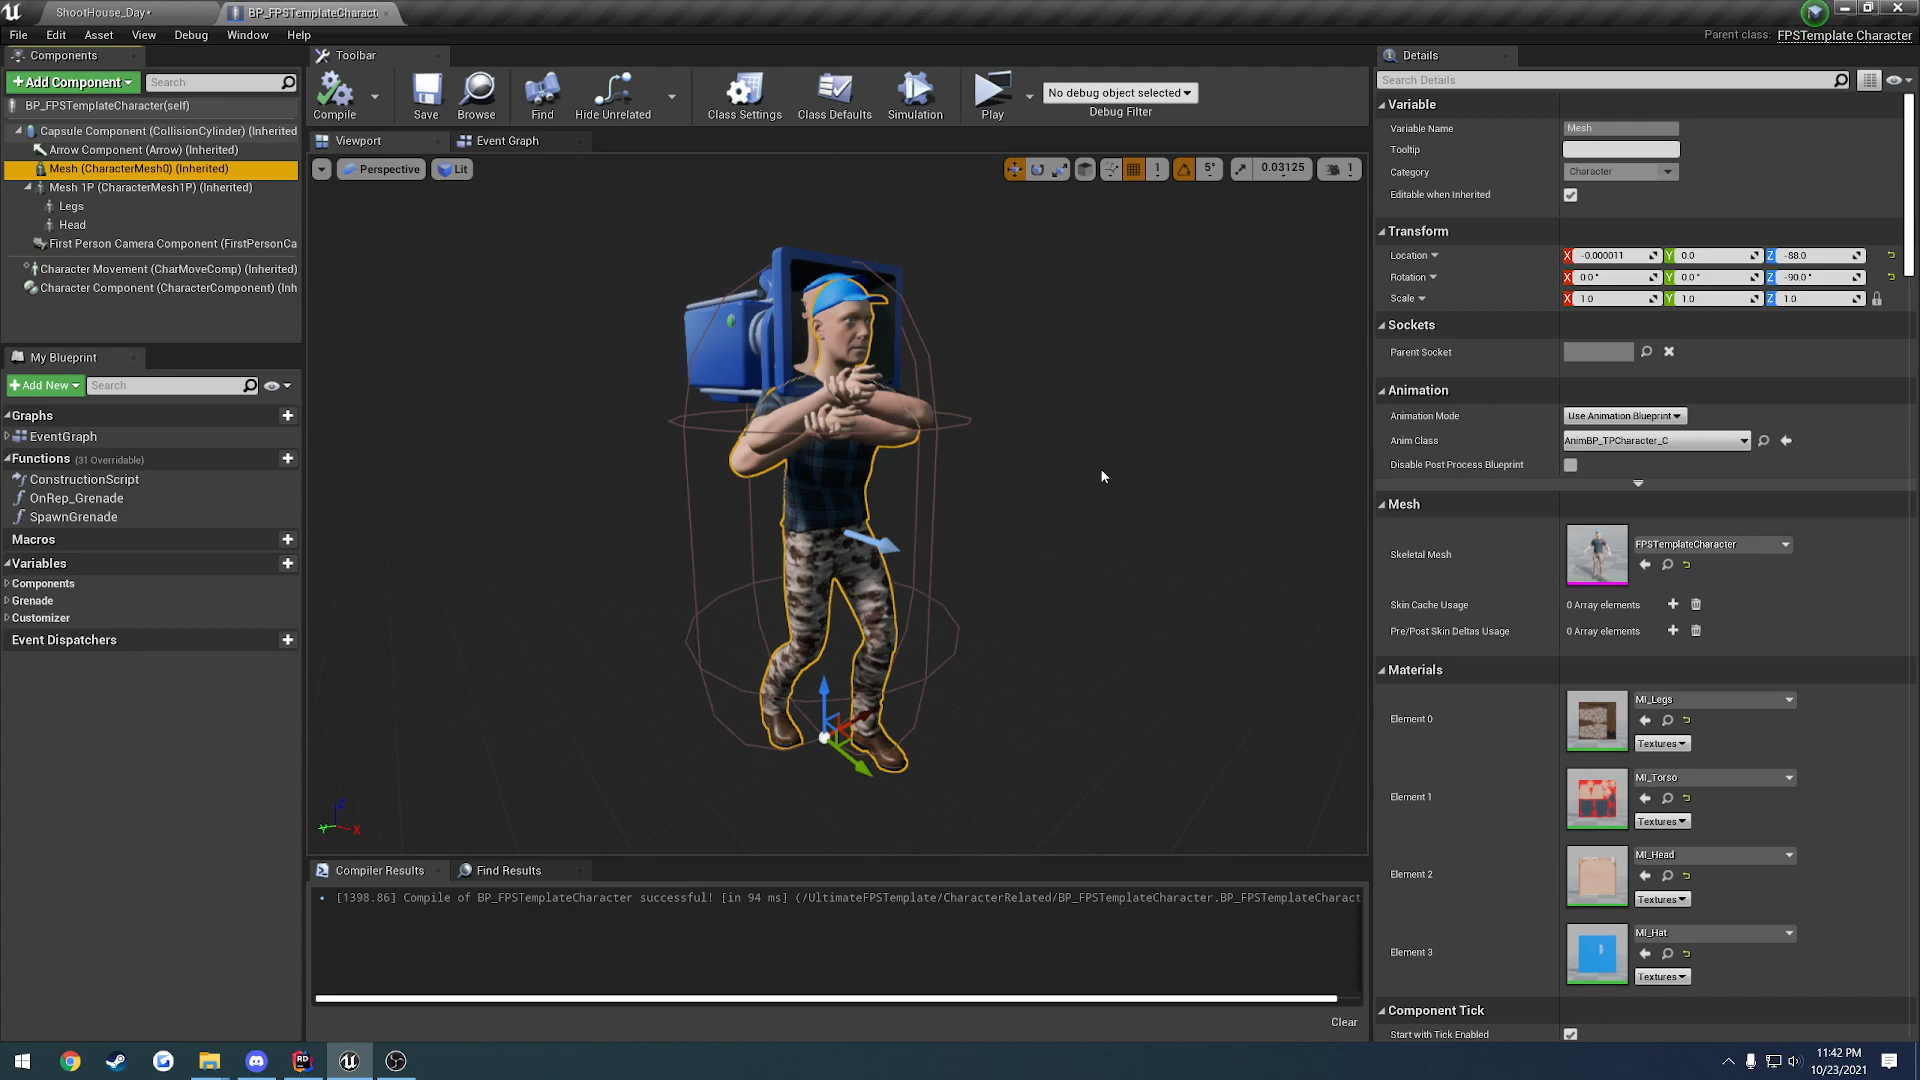 ShootHouse_Day•
BP_FPSTemplateCharact
File Edit Asset View Debug Window Help
Parent class: FPSTemplate Character
Components
+Add Component
Search
BP_FPSTemplateCharacter(self)
Capsule Component (CollisionCylinder) (Inherited
Arrow Component (Arrow) (Inherited)
Mesh (CharacterMesh0) (Inherited)
Mesh 1P (CharacterMesh1P) (Inherited)
Legs
Head
First Person Camera Component (FirstPersonCa
Character Movement (CharMoveComp) (Inherited)
Character Component (CharacterComponent) (Inh
My Blueprint
+Add New
Search
Graphs
EventGraph
Functions (31 Overridable)
ConstructionScript
OnRep_Grenade
SpawnGrenade
Macros
Variables
Components
Grenade
Customizer
Event Dispatchers
Toolbar
Compile
Save
Browse
Find
Hide Unrelated
Class Settings
Class Defaults
Simulation
Play
No debug object selected
Debug Filter
Viewport
Event Graph
Perspective
Lit
1
5°
0.03125
1
Z
Y
X
Compiler Results
Find Results
• [1398.86] Compile of BP_FPSTemplateCharacter successful! [in 94 ms] (/UltimateFPSTemplate/CharacterRelated/BP_FPSTemplateCharacter.BP_FPSTemplateCharact
Clear
Details
Search Details
Variable
Variable Name Mesh
Tooltip
Category Character
Editable when Inherited
Transform
Location X -0.000011 Y 0.0 Z -88.0
Rotation X 0.0° Y 0.0° Z -90.0°
Scale X 1.0 Y 1.0 Z 1.0
Sockets
Parent Socket
Animation
Animation Mode Use Animation Blueprint
Anim Class AnimBP_TPCharacter_C
Disable Post Process Blueprint
Mesh
Skeletal Mesh FPSTemplateCharacter
Skin Cache Usage 0 Array elements
Pre/Post Skin Deltas Usage 0 Array elements
Materials
Element 0 MI_Legs
Textures
Element 1 MI_Torso
Textures
Element 2 MI_Head
Textures
Element 3 MI_Hat
Textures
Component Tick
Start with Tick Enabled
RD
11:42 PM
10/23/2021